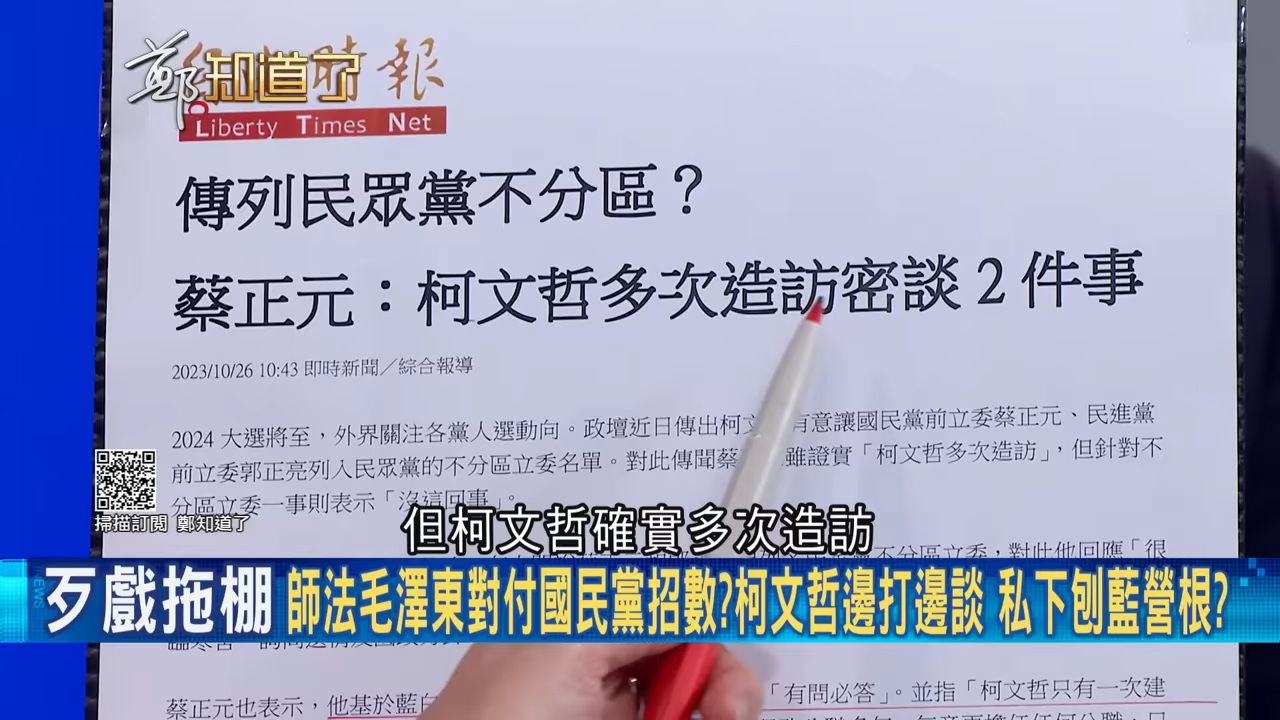 鄭知道了
時報
Liberty Times Net
傳列民眾黨不分區？
蔡正元：柯文哲多次造訪密談2件事
2023/10/26 10:43 即時新聞／綜合報導
2024 大選將至，外界關注各黨人選動向。政壇近日傳出柯文 有意讓國民黨前立委蔡正元、民進黨
前立委郭正亮列入民眾黨的不分區立委名單。對此傳聞蔡 雖證實「柯文哲多次造訪」，但針對不
分區立委一事則表示「沒這回事」。
掃描訂閱 鄭知道了
但柯文哲確實多次造訪
不分區立委，對此他回應「很
NEWS
歹戲拖棚 師法毛澤東對付國民黨招數?柯文哲邊打邊談 私下刨藍營根?
蔡正元也表示，他基於藍白 「有問必答」。並指「柯文哲只有一次建